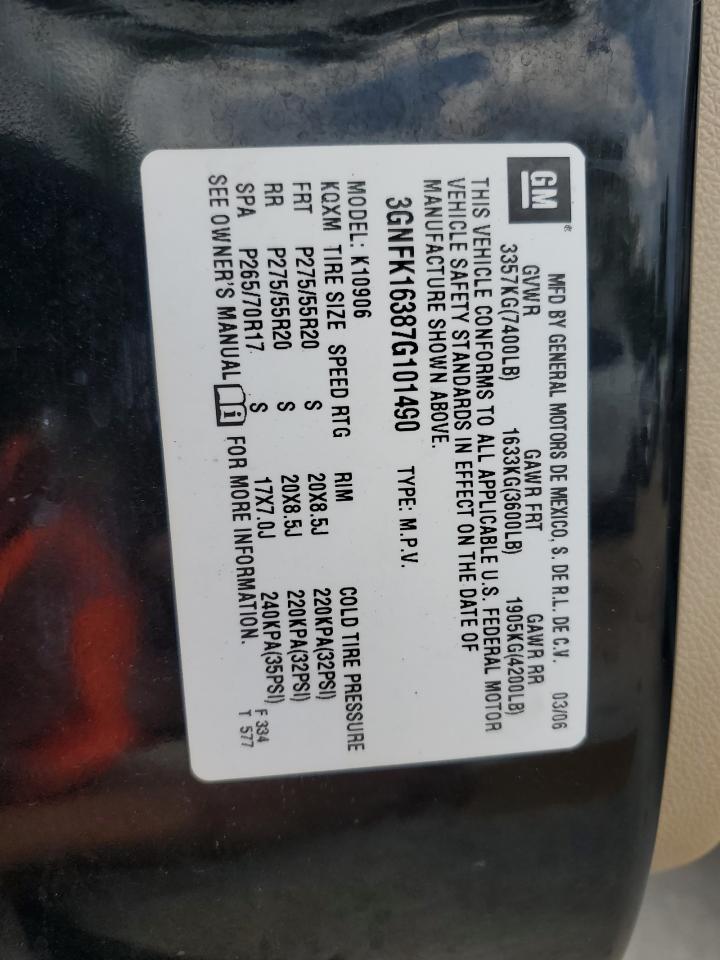 GM®
MFD BY GENERAL MOTORS DE MEXICO, S. DE R.L. DE C.V. 03/06
GVWR GAWR FRT GAWR RR
3357KG(7400LB) 1633KG(3600LB) 1905KG(4200LB)
THIS VEHICLE CONFORMS TO ALL APPLICABLE U.S. FEDERAL MOTOR
VEHICLE SAFETY STANDARDS IN EFFECT ON THE DATE OF
MANUFACTURE SHOWN ABOVE.
3GNFK16387G101490 TYPE: M.P.V.
MODEL: K10906
KQXM TIRE SIZE SPEED RTG RIM COLD TIRE PRESSURE
FRT P275/55R20 S 20X8.5J 220KPA(32PSI)
RR P275/55R20 S 20X8.5J 220KPA(32PSI)
SPA P265/70R17 S 17X7.0J 240KPA(35PSI)
SEE OWNER'S MANUAL i FOR MORE INFORMATION.
F 334
T 577